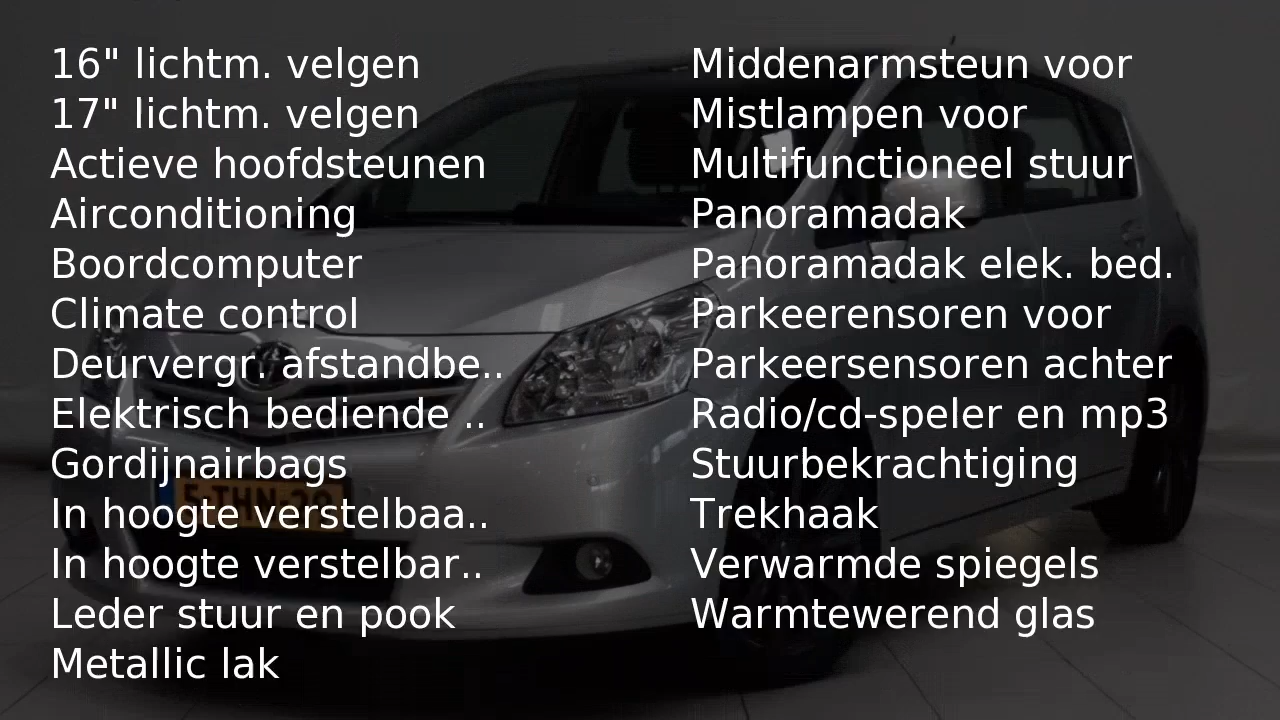 16" lichtm. velgen
17" lichtm. velgen
Actieve hoofdsteunen
Airconditioning
Boordcomputer
Climate control
Deurvergr. afstandbe..
Elektrisch bediende ..
Gordijnairbags
In hoogte verstelbaa..
In hoogte verstelbar..
Leder stuur en pook
Metallic lak
Middenarmsteun voor
Mistlampen voor
Multifunctioneel stuur
Panoramadak
Panoramadak elek. bed.
Parkeerensoren voor
Parkeersensoren achter
Radio/cd-speler en mp3
Stuurbekrachtiging
Trekhaak
Verwarmde spiegels
Warmtewerend glas